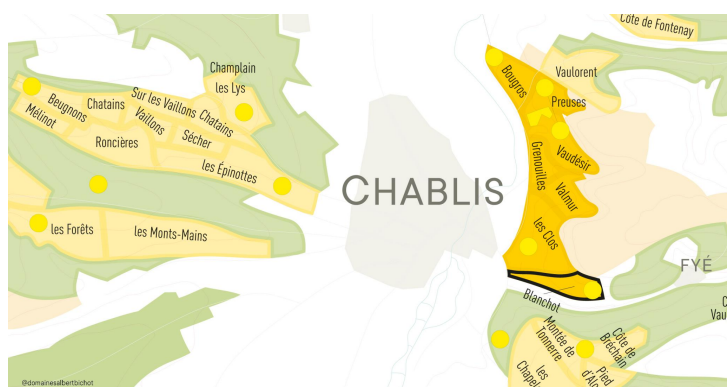 Côte de Fontenay
Champlain
les Lys
Vaulorent
Bougros
Preuses
Beugnons
Chatains
Sur les Vaillons
Chatains
Mélinot
Vaillons
Sécher
Roncières
Grenouilles
Vaudésir
les Épinottes
Valmur
CHABLIS
les Clos
les Forêts
les Monts-Mains
FYÉ
Blanchot
C
Vau
Montée de
Tonnerre
Côte de
Bréchain
les
Chape
Pied
d'A
@domainesalbertbichot